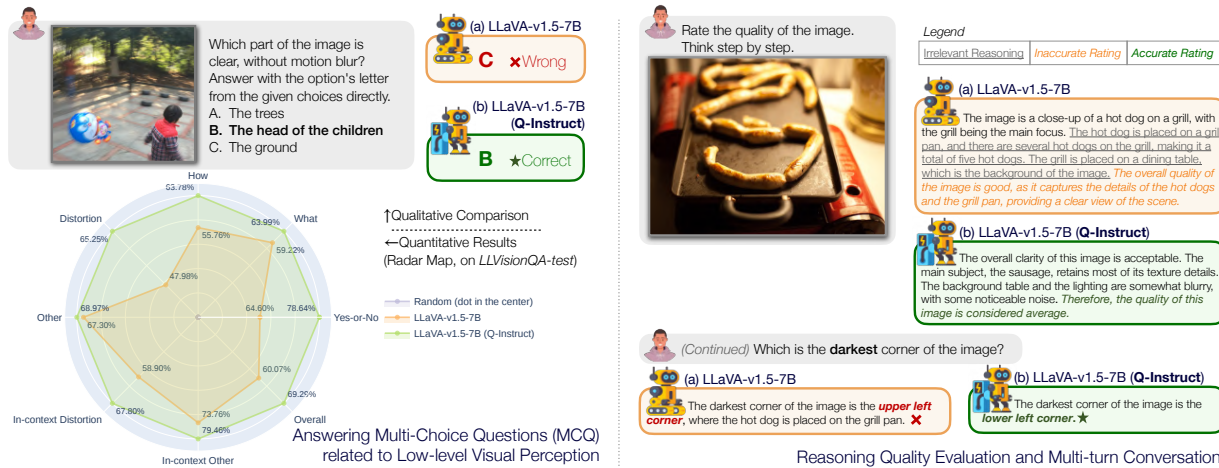 Which part of the image is
clear, without motion blur?
Answer with the option's letter
from the given choices directly.
A. The trees
B. The head of the children
C. The ground
(a) LLaVA-v1.5-7B
C ✖Wrong
(b) LLaVA-v1.5-7B
(Q-Instruct)
B ★Correct
How
63.78%
Distortion
65.25%
What
63.99%
55.76%
59.22%
47.98%
Other
68.97%
67.30%
64.60%
78.64%
Yes-or-No
58.90%
60.07%
In-context Distortion
67.80%
73.76%
79.46%
69.26%
Overall
In-context Other
↑Qualitative Comparison
←Quantitative Results
(Radar Map, on LLVisionQA-test)
Random (dot in the center)
LLaVA-v1.5-7B
LLaVA-v1.5-7B (Q-Instruct)
Answering Multi-Choice Questions (MCQ)
related to Low-level Visual Perception
Rate the quality of the image.
Think step by step.
Legend
Irrelevant Reasoning Inaccurate Rating Accurate Rating
(a) LLaVA-v1.5-7B
The image is a close-up of a hot dog on a grill, with
the grill being the main focus. The hot dog is placed on a grill
pan, and there are several hot dogs on the grill, making it a
total of five hot dogs. The grill is placed on a dining table,
which is the background of the image. The overall quality of
the image is good, as it captures the details of the hot dogs
and the grill pan, providing a clear view of the scene.
(b) LLaVA-v1.5-7B (Q-Instruct)
The overall clarity of this image is acceptable. The
main subject, the sausage, retains most of its texture details.
The background table and the lighting are somewhat blurry,
with some noticeable noise. Therefore, the quality of this
image is considered average.
(Continued) Which is the darkest corner of the image?
(a) LLaVA-v1.5-7B
The darkest corner of the image is the upper left
corner, where the hot dog is placed on the grill pan. ✖
(b) LLaVA-v1.5-7B (Q-Instruct)
The darkest corner of the image is the
lower left corner.★
Reasoning Quality Evaluation and Multi-turn Conversation